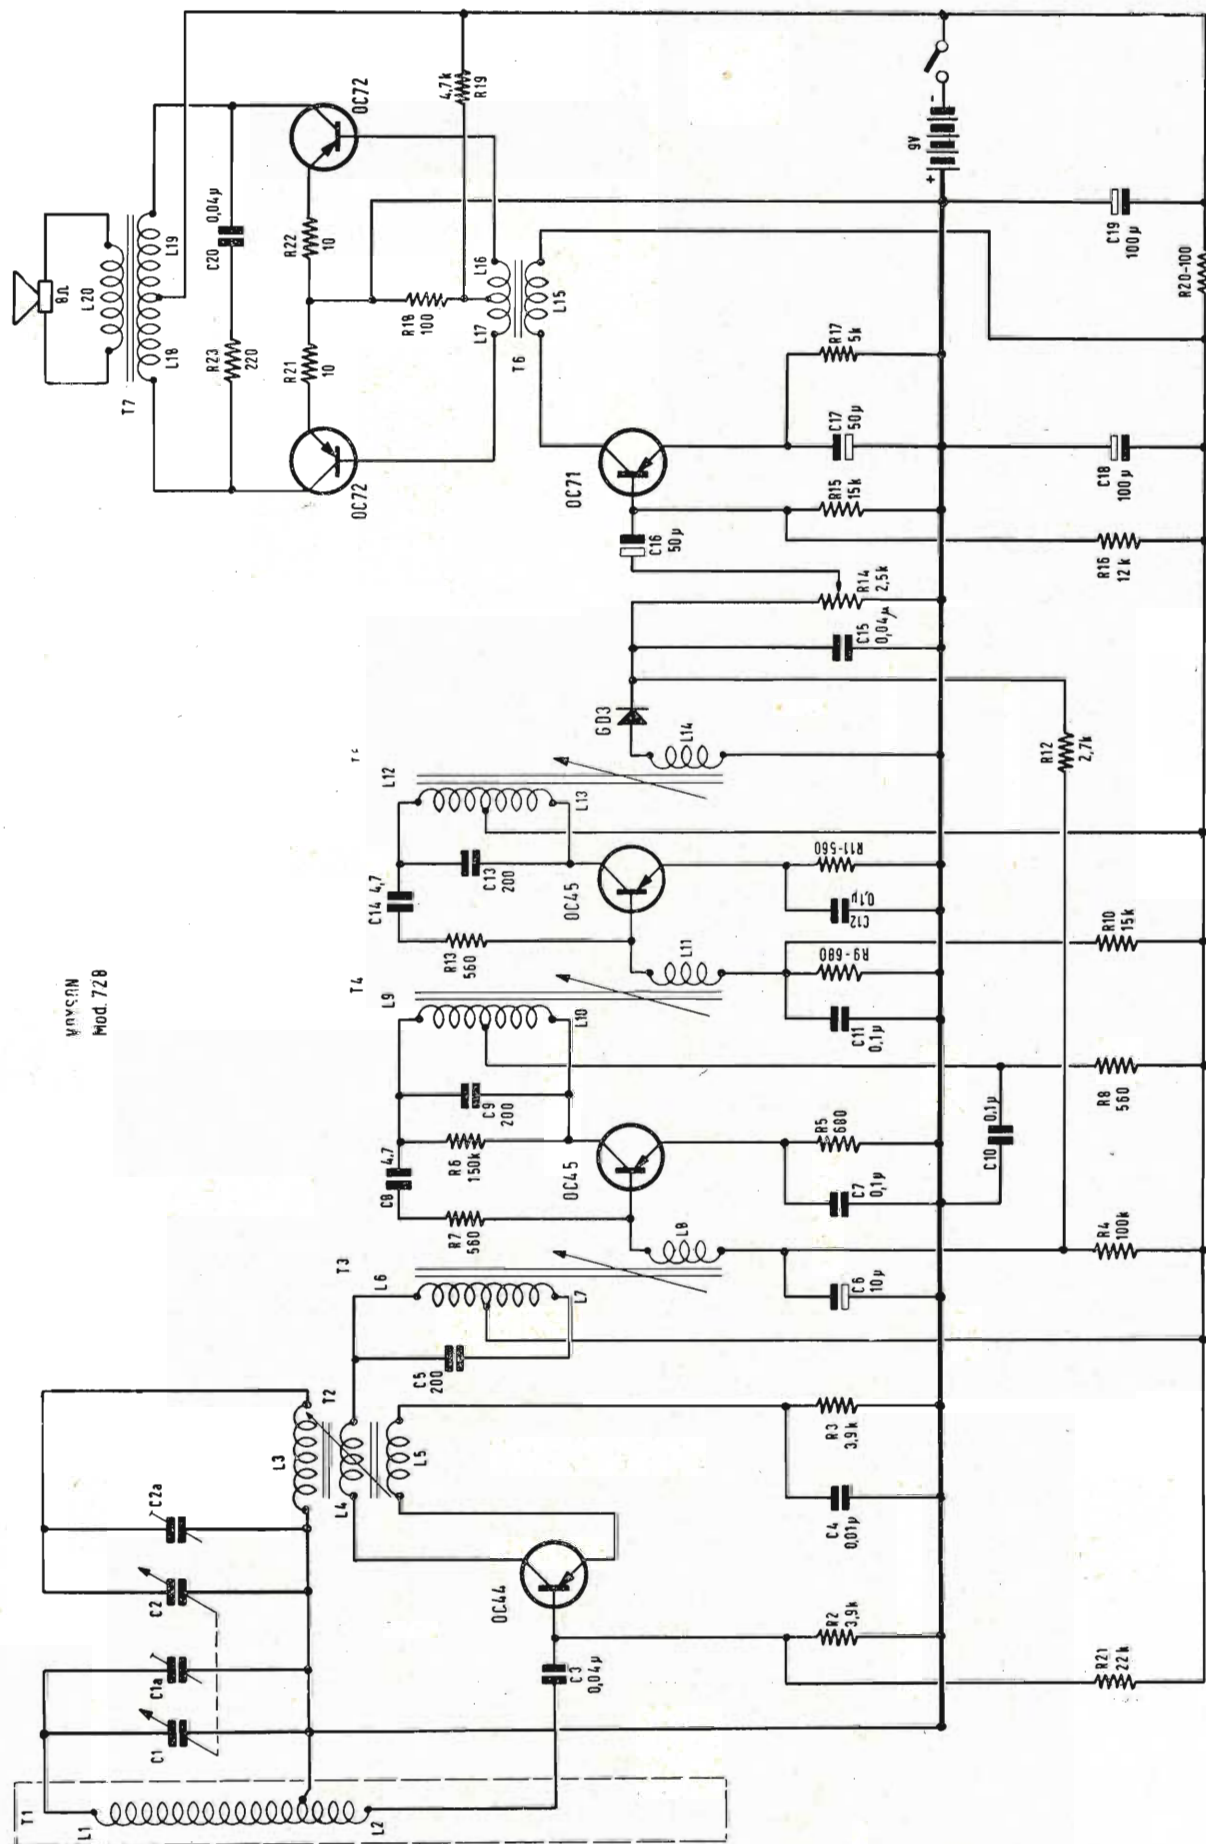 VOXSON
Mod. 728
T1
L1
L2
C1
C1a
C2
C2a
L3
T2
L4
L5
OC44
C3
0,04µ
R2
3,9k
R21
22k
C4
0,01µ
R3
3,9k
C5
200
T3
L6
L7
L8
C6
10µ
R4
100k
R7
560
C8 4,7
R6
150k
C9
200
OC45
C7
0,1µ
R5
680
C10
0,1µ
R8
560
T4
L9
L10
L11
C11
0,1µ
R9-680
R10
15k
R13
560
C14 4,7
C13
200
OC45
C12
0,1µ
R11-560
L12
L13
L14
GD3
R12
2,7k
C15
0,04µ
R14
2,5k
C16
50µ
OC71
R15
15k
R16
12k
C17
50µ
R17
5k
C18
100µ
T6
L15
L16
L17
R18
100
R19
4,7k
OC72
OC72
R21
10
R22
10
R23
220
C20
0,04µ
T7
L18
L19
L20
8Ω
9V
+
-
C19
100µ
R20-100